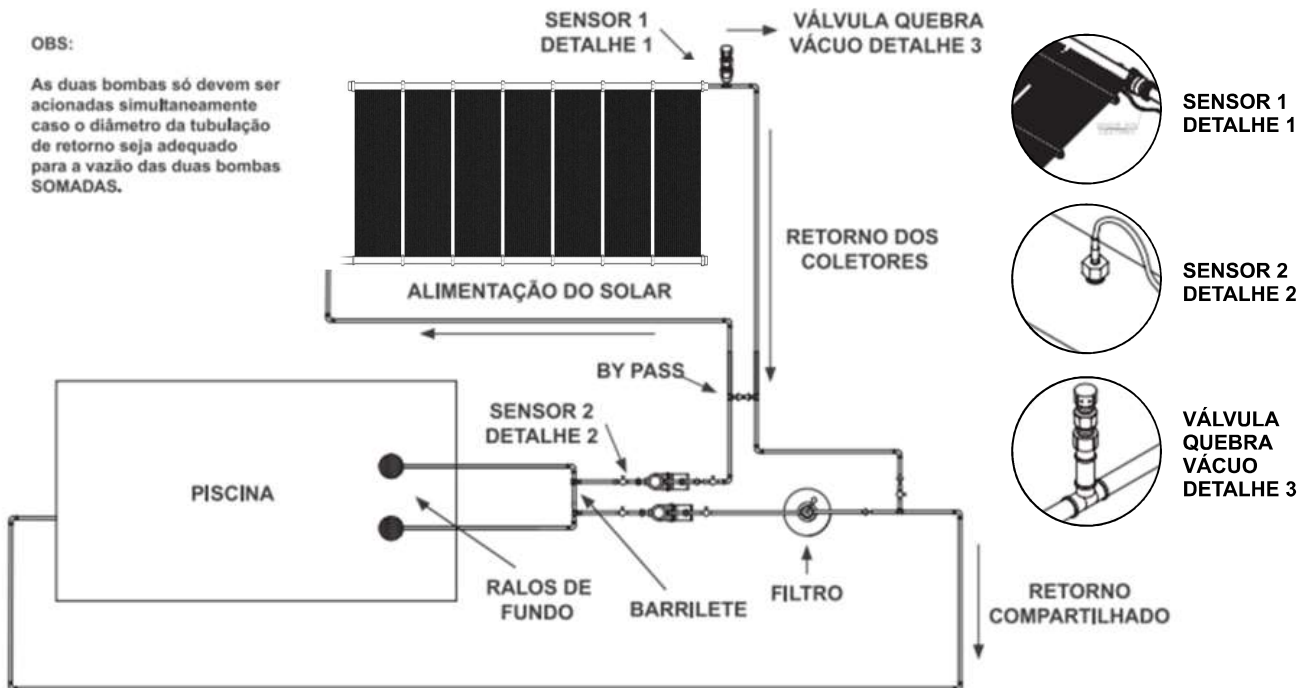 OBS:
As duas bombas só devem ser
acionadas simultaneamente
caso o diâmetro da tubulação
de retorno seja adequado
para a vazão das duas bombas
SOMADAS.
SENSOR 1
DETALHE 1
VÁLVULA QUEBRA
VÁCUO DETALHE 3
RETORNO DOS
COLETORES
ALIMENTAÇÃO DO SOLAR
BY PASS
SENSOR 2
DETALHE 2
PISCINA
RALOS DE
FUNDO
BARRILETE
FILTRO
RETORNO
COMPARTILHADO
SENSOR 1
DETALHE 1
SENSOR 2
DETALHE 2
VÁLVULA
QUEBRA
VÁCUO
DETALHE 3